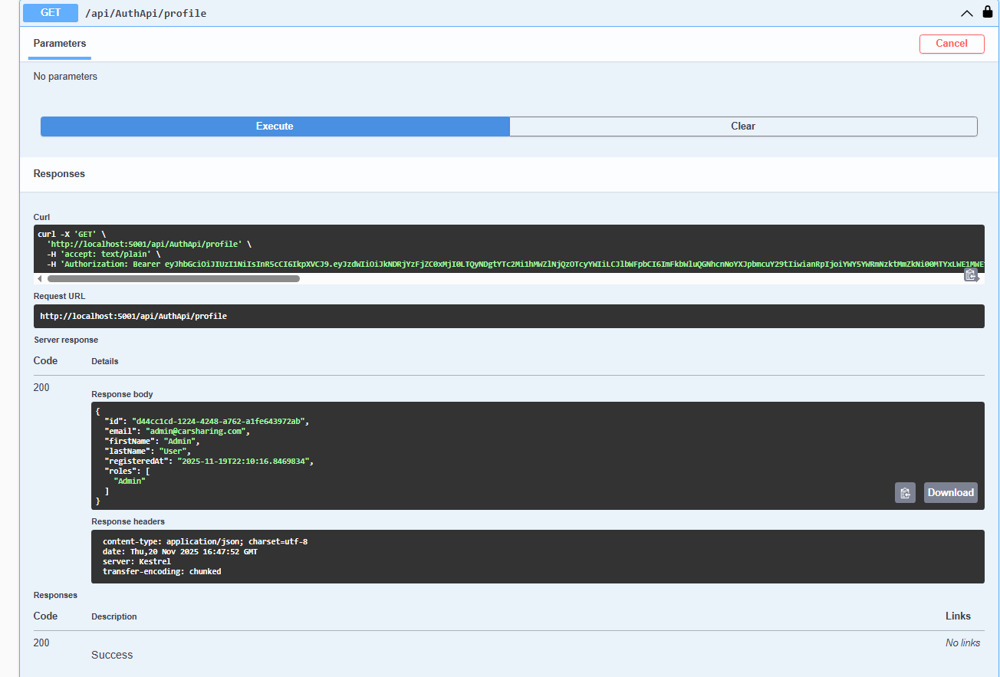 GET /api/AuthApi/profile
Parameters
Cancel
No parameters
Execute
Clear
Responses
Curl
curl -X 'GET' \
'http://localhost:5001/api/AuthApi/profile' \
-H 'accept: text/plain' \
-H 'Authorization: Bearer
Request URL
http://localhost:5001/api/AuthApi/profile
Server response
Code Details
200
Response body
{
"id": "d44cc1cd-1224-4248-a762-a1fe643972ab",
"email": "admin@carsharing.com",
"firstName": "Admin",
"lastName": "User",
"registeredAt": "2025-11-19T22:10:16.8469834",
"roles": [
"Admin"
]
}
Download
Response headers
content-type: application/json; charset=utf-8
date: Thu,20 Nov 2025 16:47:52 GMT
server: Kestrel
transfer-encoding: chunked
Responses
Code Description Links
200
Success
No links